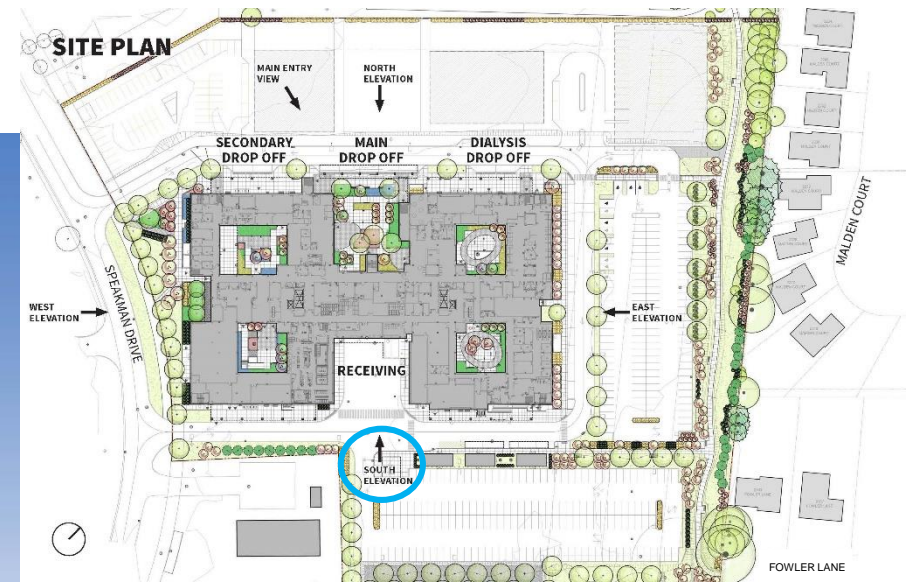 SITE PLAN
MAIN ENTRY
VIEW
NORTH
ELEVATION
SECONDARY
DROP OFF
MAIN
DROP OFF
DIALYSIS
DROP OFF
MALDEN COURT
WEST
ELEVATION
SPEAKMAN DRIVE
EAST
ELEVATION
RECEIVING
SOUTH
ELEVATION
FOWLER LANE